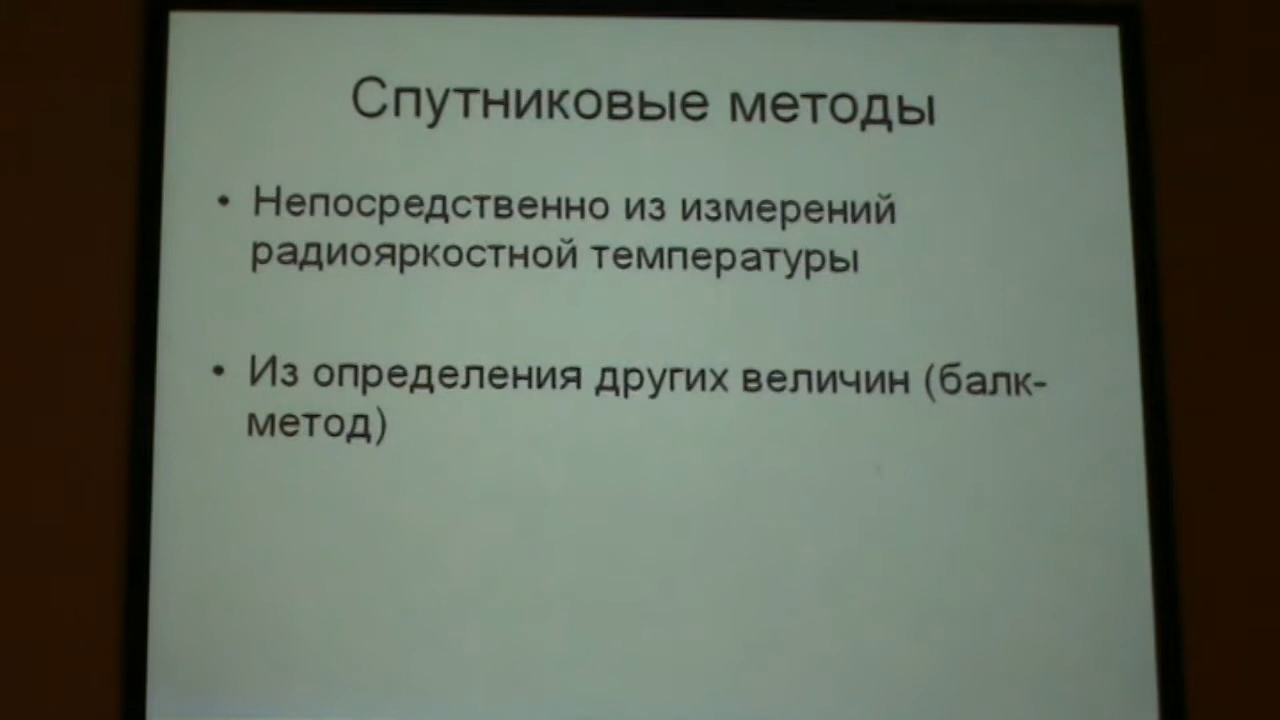 Спутниковые методы
• Непосредственно из измерений
радиояркостной температуры
• Из определения других величин (балк-
метод)